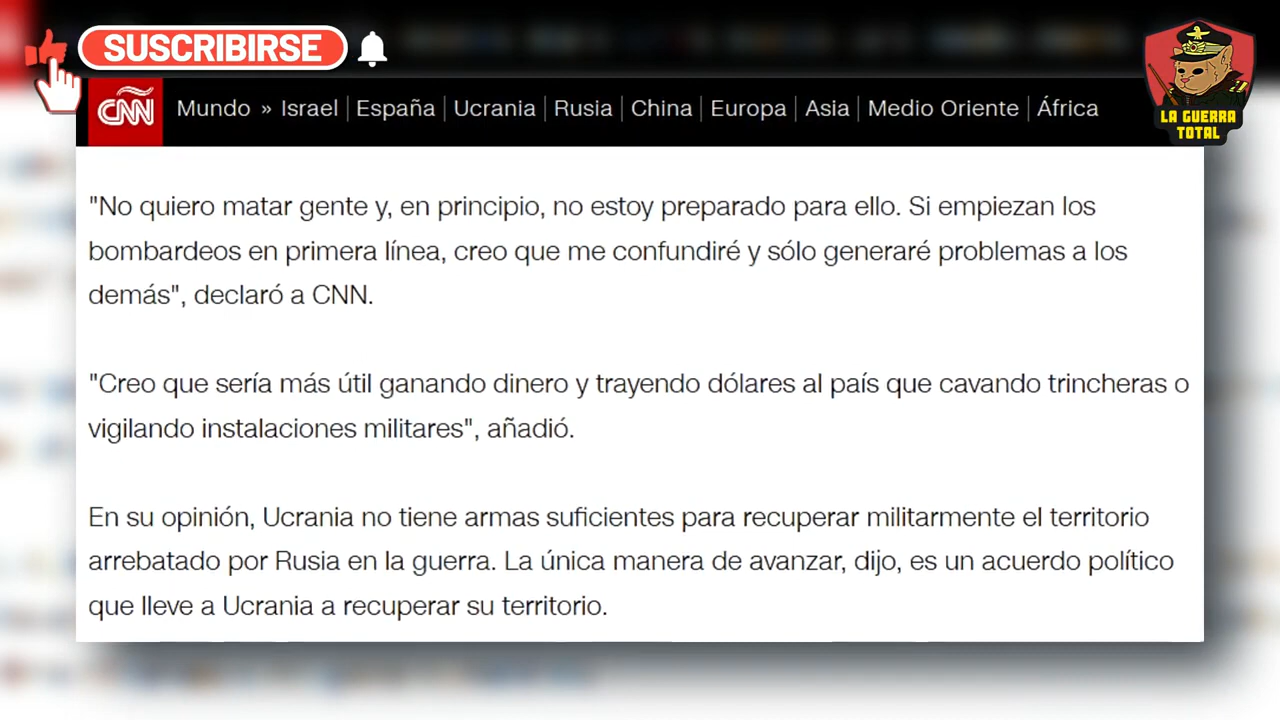 SUSCRIBIRSE
CNN
Mundo » Israel | España | Ucrania | Rusia | China | Europa | Asia | Medio Oriente | África
LA GUERRA
TOTAL
"No quiero matar gente y, en principio, no estoy preparado para ello. Si empiezan los
bombardeos en primera línea, creo que me confundiré y sólo generaré problemas a los
demás", declaró a CNN.
"Creo que sería más útil ganando dinero y trayendo dólares al país que cavando trincheras o
vigilando instalaciones militares", añadió.
En su opinión, Ucrania no tiene armas suficientes para recuperar militarmente el territorio
arrebatado por Rusia en la guerra. La única manera de avanzar, dijo, es un acuerdo político
que lleve a Ucrania a recuperar su territorio.